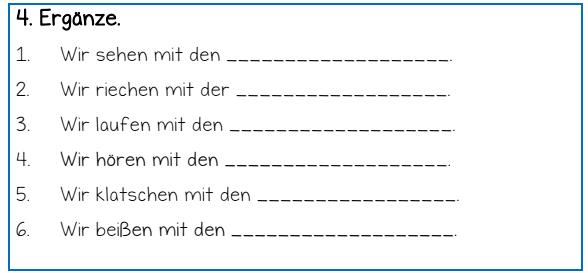 4. Ergänze.
1. Wir sehen mit den ___________________.
2. Wir riechen mit der __________________.
3. Wir laufen mit den ___________________.
4. Wir hören mit den ___________________.
5. Wir klatschen mit den _________________.
6. Wir beißen mit den ___________________.